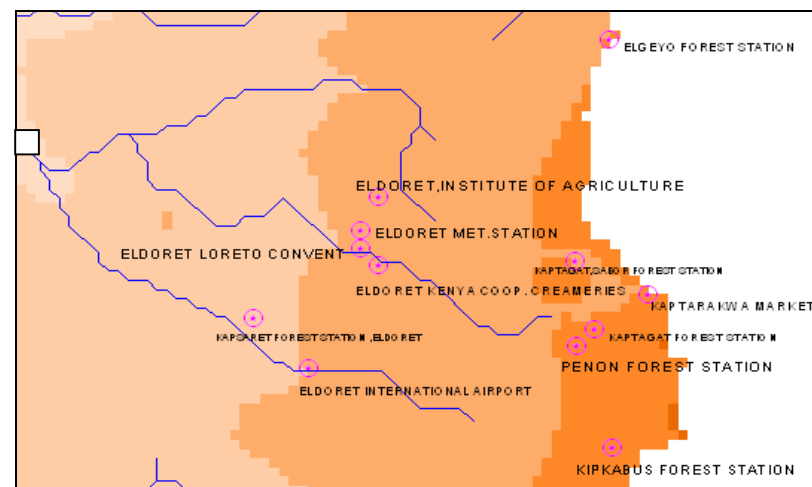 ELGEYO FOREST STATION
ELDORET,INSTITUTE OF AGRICULTURE
ELDORET MET.STATION
ELDORET LORETO CONVENT
KAPTAGAT,SABOR FOREST STATION
ELDORET KENYA COOP. CREAMERIES
KAPTARAKWA MARKET
KAPSARET FOREST STATION ,ELDORET
KAPTAGAT FOREST STATION
PENON FOREST STATION
ELDORET INTERNATIONAL AIRPORT
KIPKABUS FOREST STATION